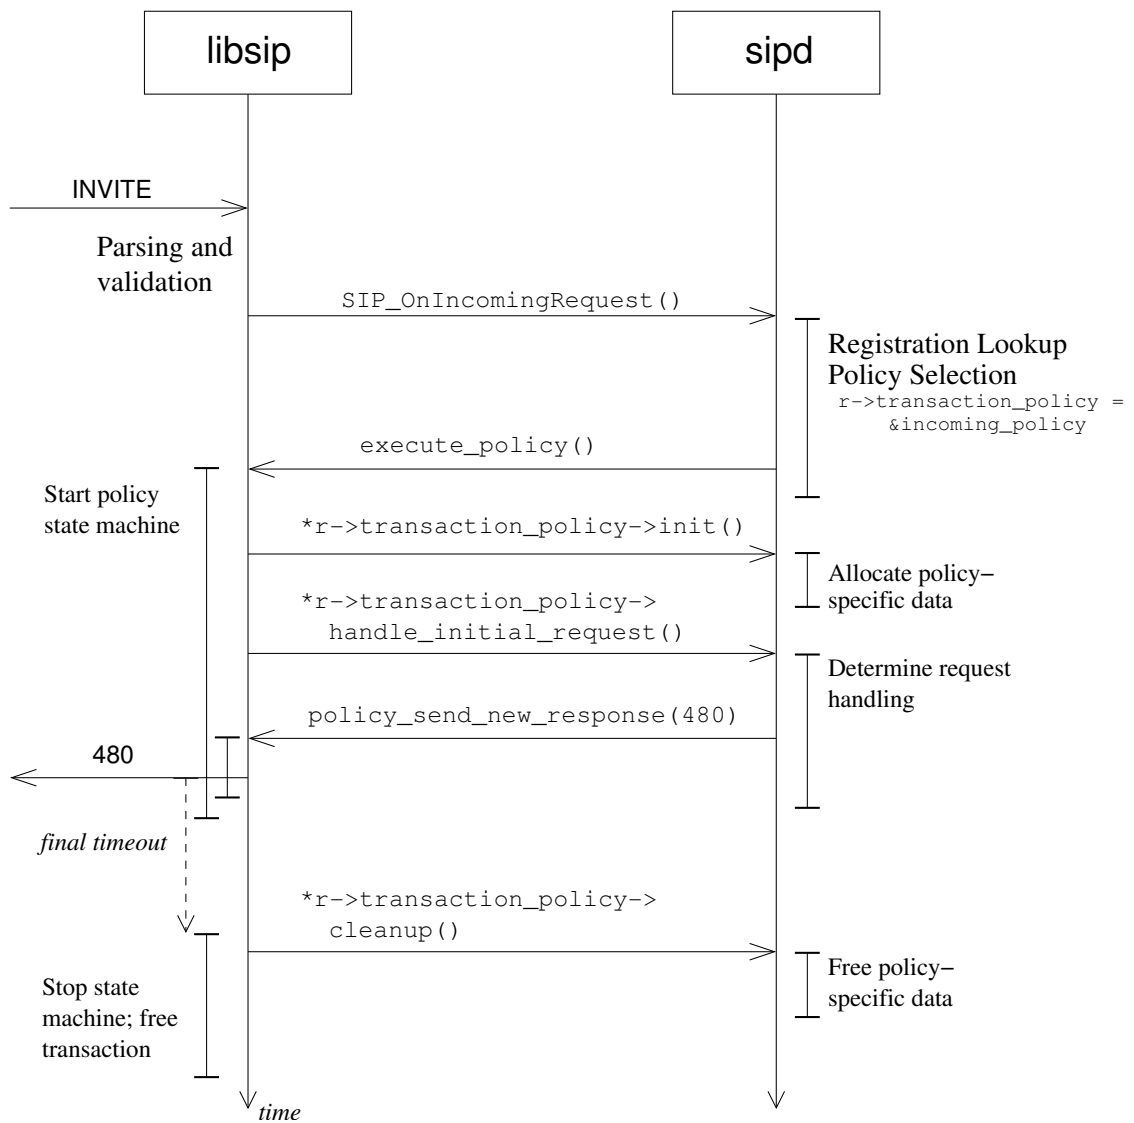 libsip
sipd
INVITE
Parsing and
validation
SIP_OnIncomingRequest()
Registration Lookup
Policy Selection
r->transaction_policy =
&incoming_policy
execute_policy()
Start policy
state machine
*r->transaction_policy->init()
Allocate policy-
specific data
*r->transaction_policy->
handle_initial_request()
Determine request
handling
policy_send_new_response(480)
480
final timeout
*r->transaction_policy->
cleanup()
Free policy-
specific data
Stop state
machine; free
transaction
time